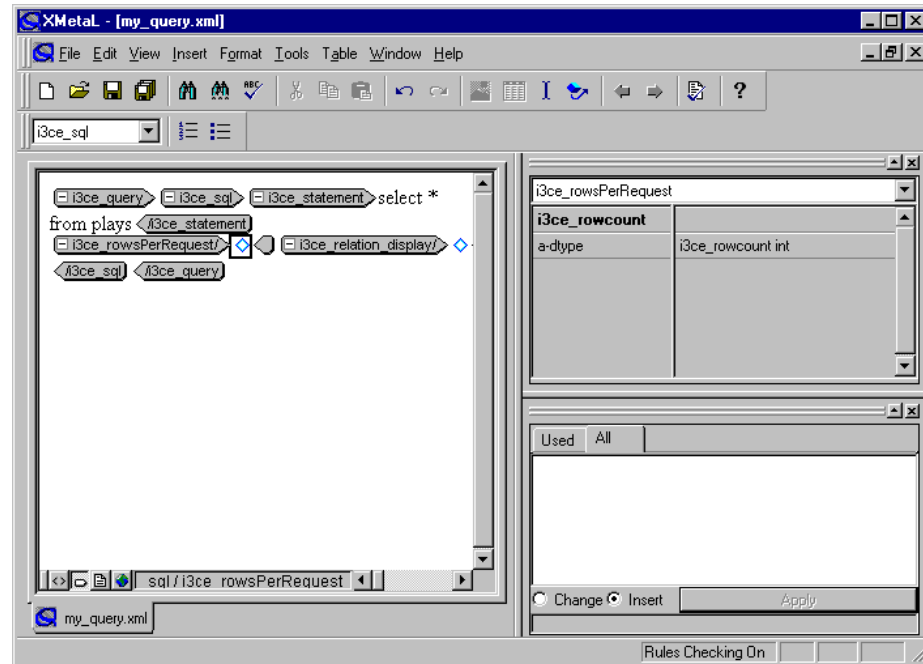 XMetaL - [my_query.xml]
File Edit View Insert Format Tools Table Window Help
ABC
?
i3ce_sql
i3ce_query i3ce_sql i3ce_statement select *
from plays /i3ce_statement
i3ce_rowsPerRequest/ i3ce_relation_display/
/i3ce_sql /i3ce_query
sql / i3ce_rowsPerRequest
my_query.xml
i3ce_rowsPerRequest
i3ce_rowcount
a-dtype i3ce_rowcount int
Used All
Change Insert Apply
Rules Checking On